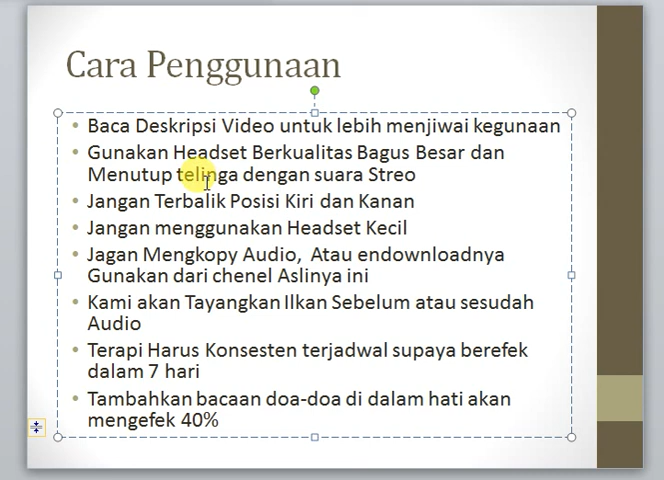 Cara Penggunaan
Baca Deskripsi Video untuk lebih menjiwai kegunaan
Gunakan Headset Berkualitas Bagus Besar dan
Menutup telinga dengan suara Streo
Jangan Terbalik Posisi Kiri dan Kanan
Jangan menggunakan Headset Kecil
Jagan Mengkopy Audio, Atau endownloadnya
Gunakan dari chenel Aslinya ini
Kami akan Tayangkan Ilkan Sebelum atau sesudah
Audio
Terapi Harus Konsesten terjadwal supaya berefek
dalam 7 hari
Tambahkan bacaan doa-doa di dalam hati akan
mengefek 40%